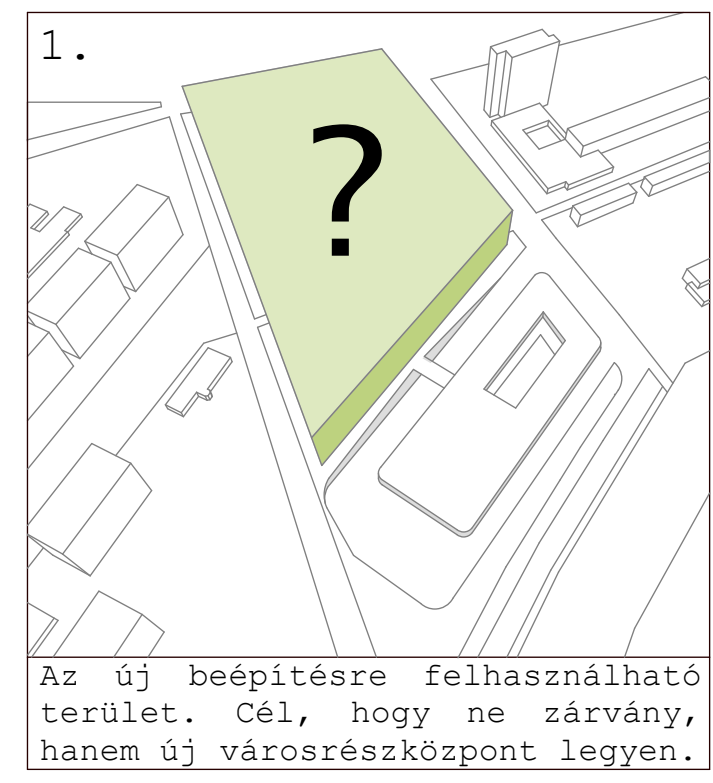 1.
?
Az új beépítésre felhasználható
terület. Cél, hogy ne zárvány,
hanem új városrészközpont legyen.